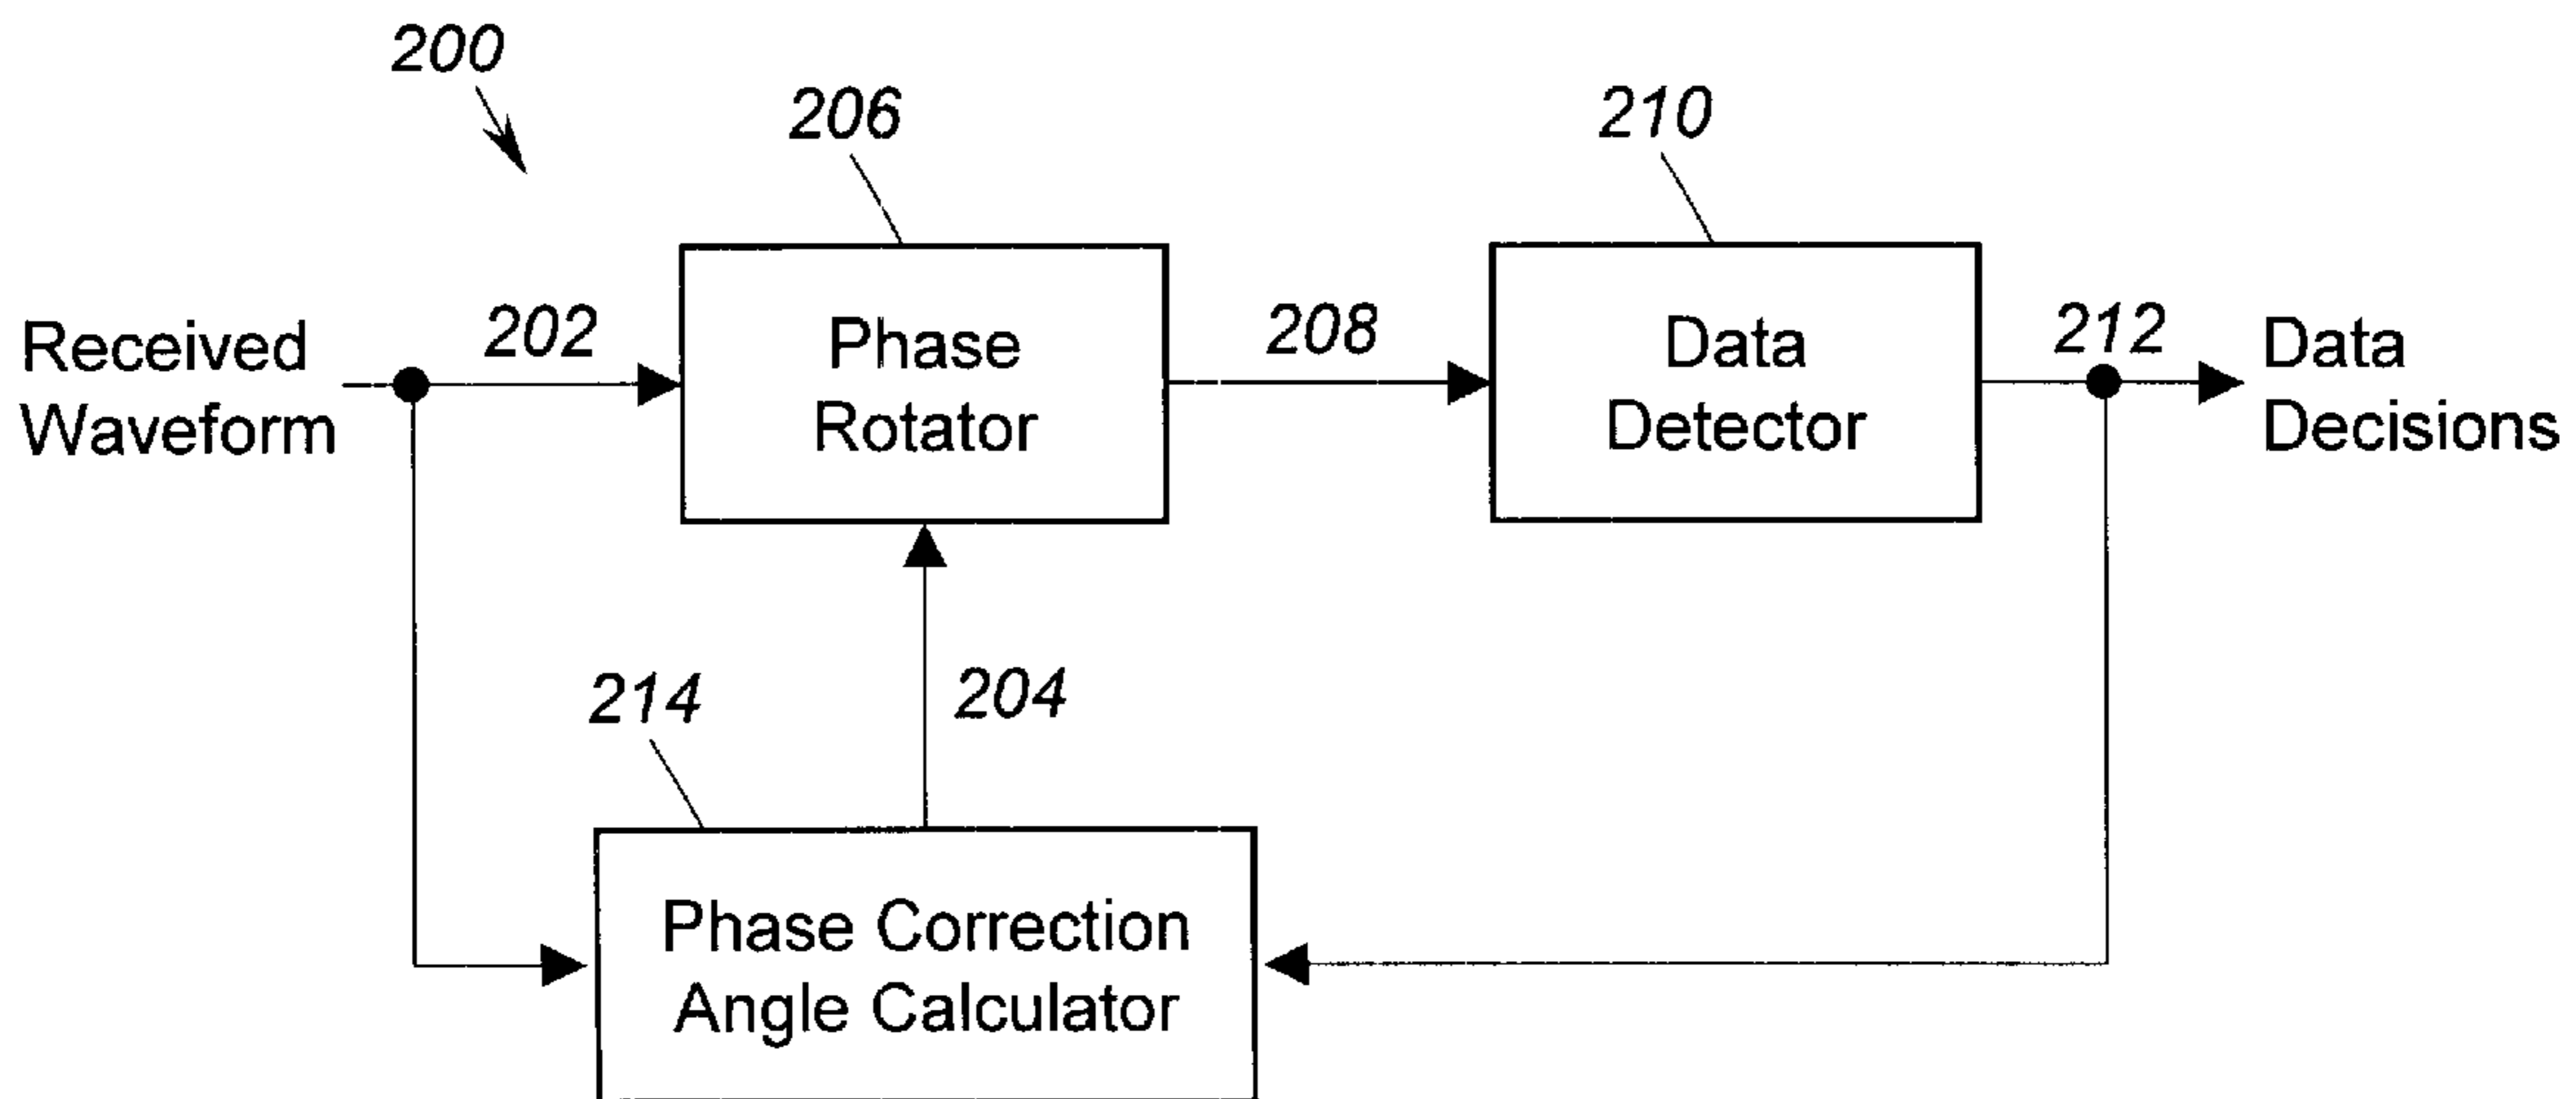 200
206
210
Received
Waveform
202
Phase
Rotator
208
Data
Detector
212
Data
Decisions
214
204
Phase Correction
Angle Calculator